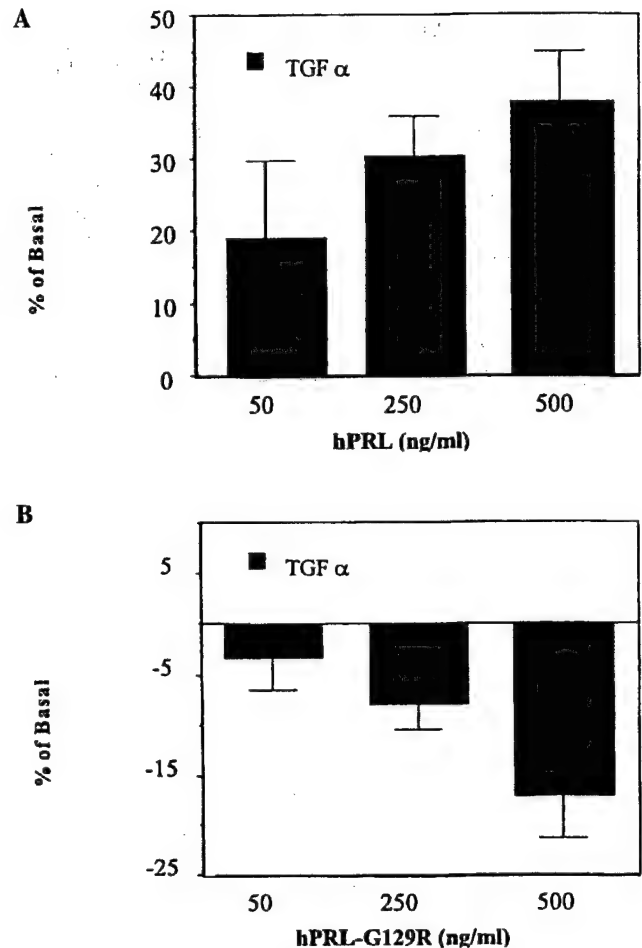 A
50
TGF α
40
30
20
10
0
% of Basal
50 250 500
hPRL (ng/ml)
B
5
TGF α
-5
-15
-25
% of Basal
50 250 500
hPRL-G129R (ng/ml)